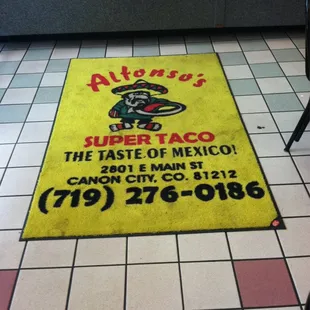 Alfonso's
SUPER TACO
THE TASTE OF MEXICO!
2801 E MAIN ST
CANON CITY, CO. 81212
(719) 276-0186